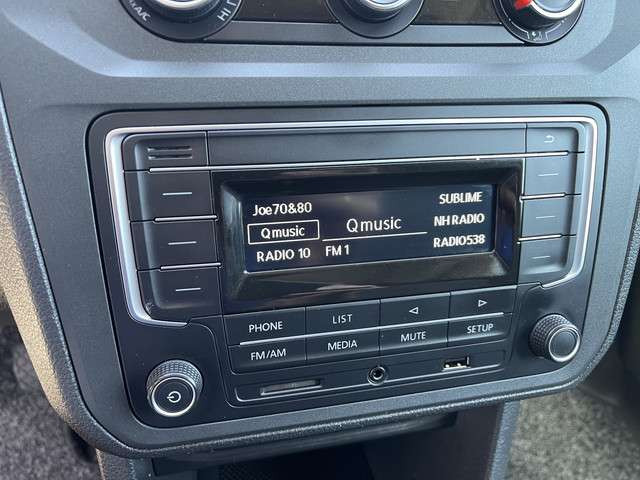 A/C
HI
Joe70&80
SUBLIME
Qmusic
Qmusic
NH RADIO
RADIO 10
FM 1
RADIO538
PHONE
LIST
SETUP
FM/AM
MEDIA
MUTE